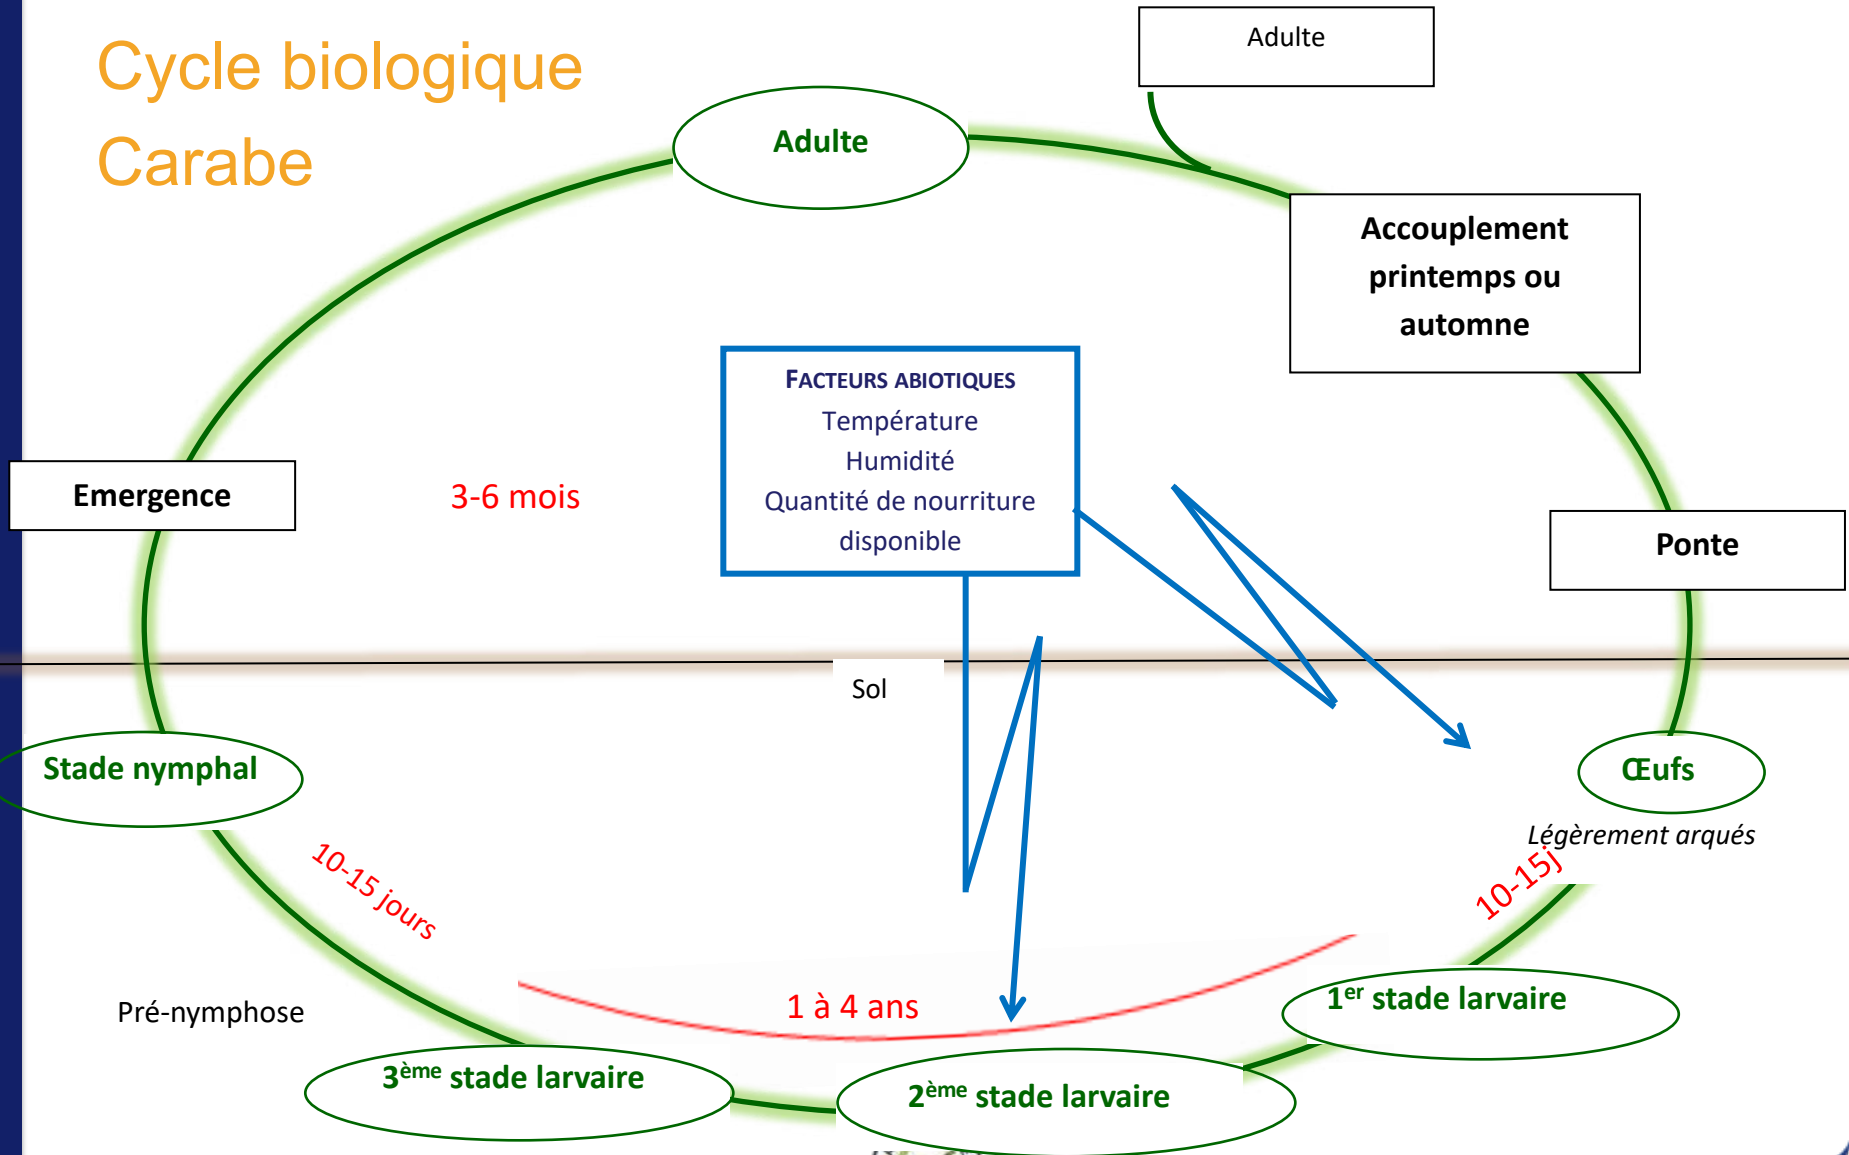 Cycle biologique
Carabe
Adulte
Adulte
Accouplement
printemps ou
automne
FACTEURS ABIOTIQUES
Température
Humidité
Quantité de nourriture
disponible
Emergence
3-6 mois
Ponte
Sol
Stade nymphal
Œufs
Légèrement arqués
10-15 jours
10-15j
Pré-nymphose
1 à 4 ans
1er stade larvaire
3ème stade larvaire
2ème stade larvaire